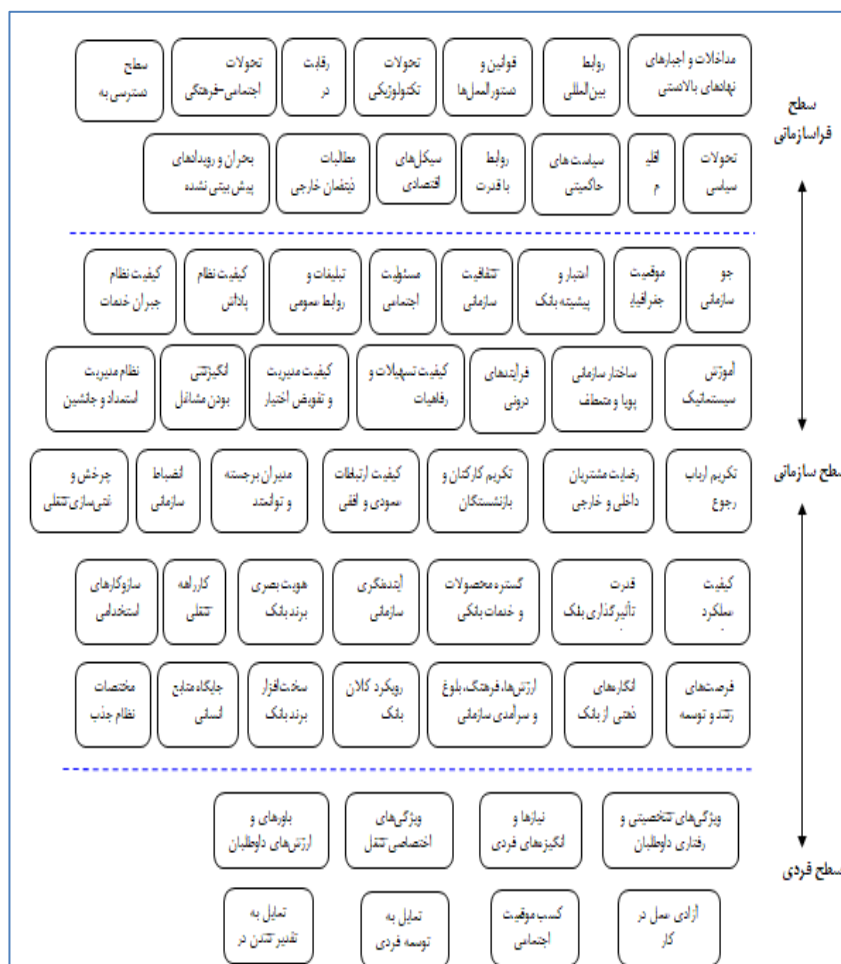 مداخلات و اجبارهای
نهادهای بالادستی
روابط
بین‌المللی
قوانین و
دستورالعمل‌ها
تحولات
تکنولوژیکی
رقابت
در
تحولات
اجتماعی-فرهنگی
سطح
دسترسی به
سطح
فراسازمانی
تحولات
سیاسی
اقلی
م
سیاست‌های
حاکمیتی
روابط
با قدرت
سیکل‌های
اقتصادی
مطالبات
ذینفعان خارجی
بحران و رویدادهای
پیش بینی نشده
جو
سازمانی
موقعیت
جغرافیای
اعتبار و
پیشینه بانک
شفافیت
سازمانی
مسئولیت
اجتماعی
تبلیغات و
روابط عمومی
کیفیت نظام
پاداش
کیفیت نظام
جبران خدمات
آموزش
سیستماتیک
ساختار سازمانی
پویا و منعطف
فرآیندهای
درونی
کیفیت تسهیلات و
رفاهیات
کیفیت مدیریت
و تفویض اختیار
انگیزشی
بودن مشاغل
نظام مدیریت
استعداد و جانشین
سطح سازمانی
تکریم ارباب
رجوع
رضایت مشتریان
داخلی و خارجی
تکریم کارکنان و
بازنشستگان
کیفیت ارتباطات
عمودی و افقی
مدیران برجسته
و توانمند
انضباط
سازمانی
چرخش و
غنی‌سازی شغلی
کیفیت
عملکرد
قدرت
تأثیرگذاری بانک
گستره محصولات
و خدمات بانکی
آینده‌نگری
سازمانی
هویت بصری
برند بانک
کارراهه
شغلی
سازوکارهای
استخدامی
فرصت‌های
رشد و توسعه
انگاره‌های
ذهنی از بانک
ارزش‌ها، فرهنگ، بلوغ
و سرآمدی سازمانی
رویکرد کلان
بانک
سخت‌افزار
برند بانک
جایگاه منابع
انسانی
مختصات
نظام جذب
ویژگی‌های شخصیتی و
رفتاری داوطلبان
نیازها و
انگیزه‌های فردی
ویژگی‌های
اختصاصی شغل
باورهای و
ارزش‌های داوطلبان
سطح فردی
آزادی عمل در
کار
کسب موقعیت
اجتماعی
تمایل به
توسعه فردی
تمایل به
تقدیر شدن در